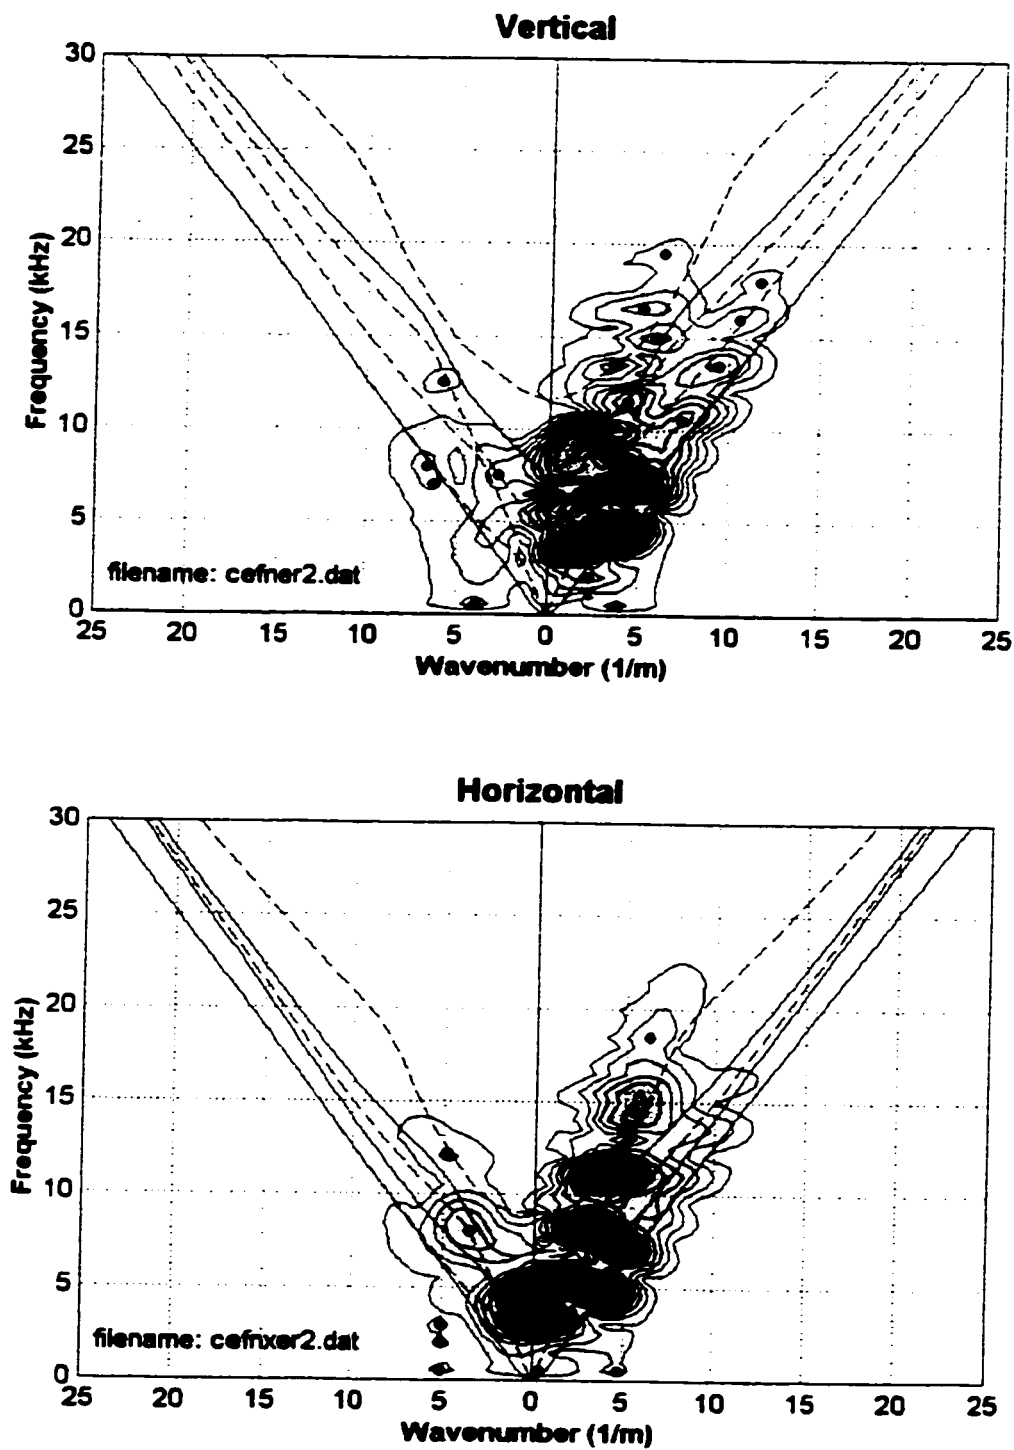 Vertical
30
25
20
15
10
5
0
Frequency (kHz)
filename: cefner2.dat
25 20 15 10 5 0 5 10 15 20 25
Wavenumber (1/m)
Horizontal
30
25
20
15
10
5
0
Frequency (kHz)
filename: cefnxer2.dat
25 20 15 10 5 0 5 10 15 20 25
Wavenumber (1/m)